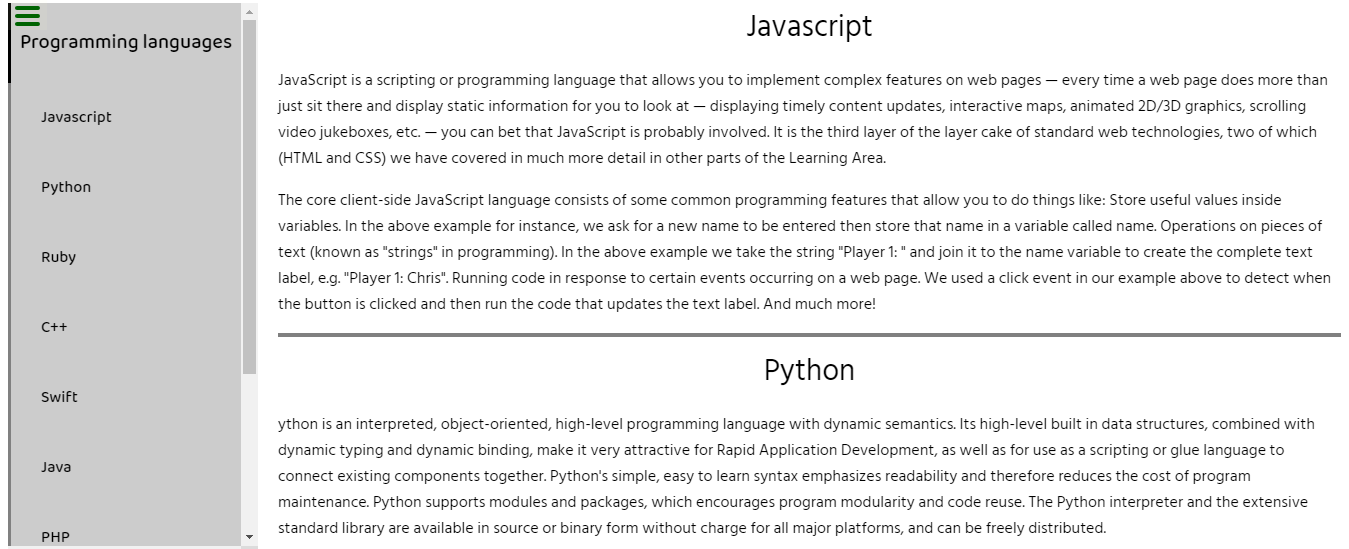 Programming languages
Javascript
Python
Ruby
C++
Swift
Java
PHP
Javascript
JavaScript is a scripting or programming language that allows you to implement complex features on web pages — every time a web page does more than
just sit there and display static information for you to look at — displaying timely content updates, interactive maps, animated 2D/3D graphics, scrolling
video jukeboxes, etc. — you can bet that JavaScript is probably involved. It is the third layer of the layer cake of standard web technologies, two of which
(HTML and CSS) we have covered in much more detail in other parts of the Learning Area.
The core client-side JavaScript language consists of some common programming features that allow you to do things like: Store useful values inside
variables. In the above example for instance, we ask for a new name to be entered then store that name in a variable called name. Operations on pieces of
text (known as "strings" in programming). In the above example we take the string "Player 1: " and join it to the name variable to create the complete text
label, e.g. "Player 1: Chris". Running code in response to certain events occurring on a web page. We used a click event in our example above to detect when
the button is clicked and then run the code that updates the text label. And much more!
Python
ython is an interpreted, object-oriented, high-level programming language with dynamic semantics. Its high-level built in data structures, combined with
dynamic typing and dynamic binding, make it very attractive for Rapid Application Development, as well as for use as a scripting or glue language to
connect existing components together. Python's simple, easy to learn syntax emphasizes readability and therefore reduces the cost of program
maintenance. Python supports modules and packages, which encourages program modularity and code reuse. The Python interpreter and the extensive
standard library are available in source or binary form without charge for all major platforms, and can be freely distributed.